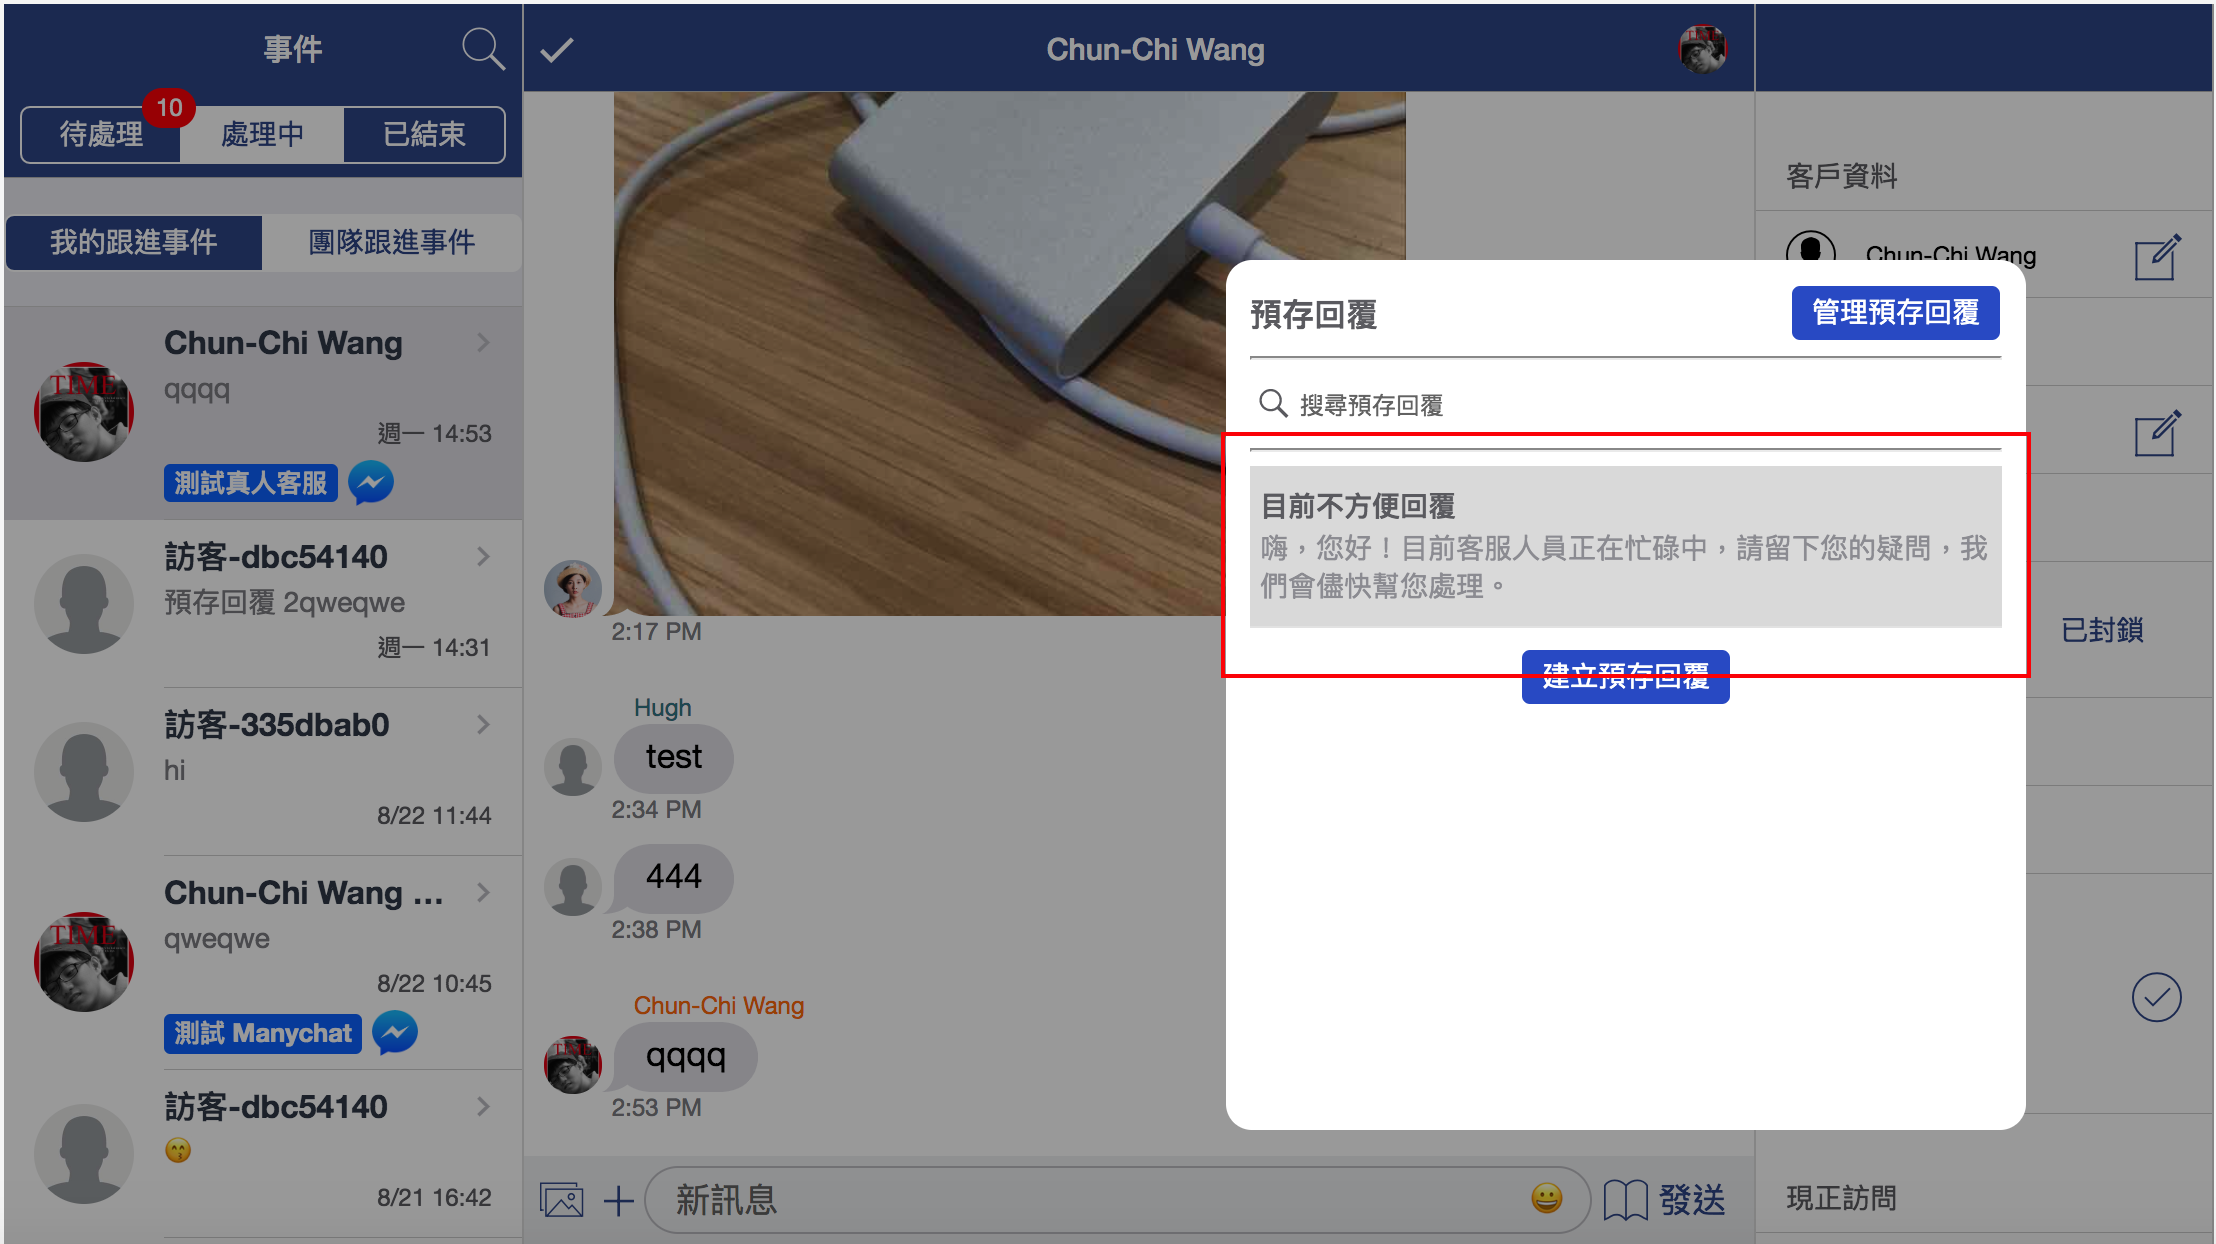 事件
10
待處理
處理中
已結束
我的跟進事件
團隊跟進事件
Chun-Chi Wang
qqqq
週一 14:53
測試真人客服
訪客-dbc54140
預存回覆 2qweqwe
週一 14:31
訪客-335dbab0
hi
8/22 11:44
Chun-Chi Wang ...
qweqwe
8/22 10:45
測試 Manychat
訪客-dbc54140
8/21 16:42
Chun-Chi Wang
2:17 PM
Hugh
test
2:34 PM
444
2:38 PM
Chun-Chi Wang
qqqq
2:53 PM
新訊息
發送
預存回覆
管理預存回覆
搜尋預存回覆
目前不方便回覆
嗨，您好！目前客服人員正在忙碌中，請留下您的疑問，我
們會儘快幫您處理。
建立預存回覆
客戶資料
Chun-Chi Wang
已封鎖
現正訪問